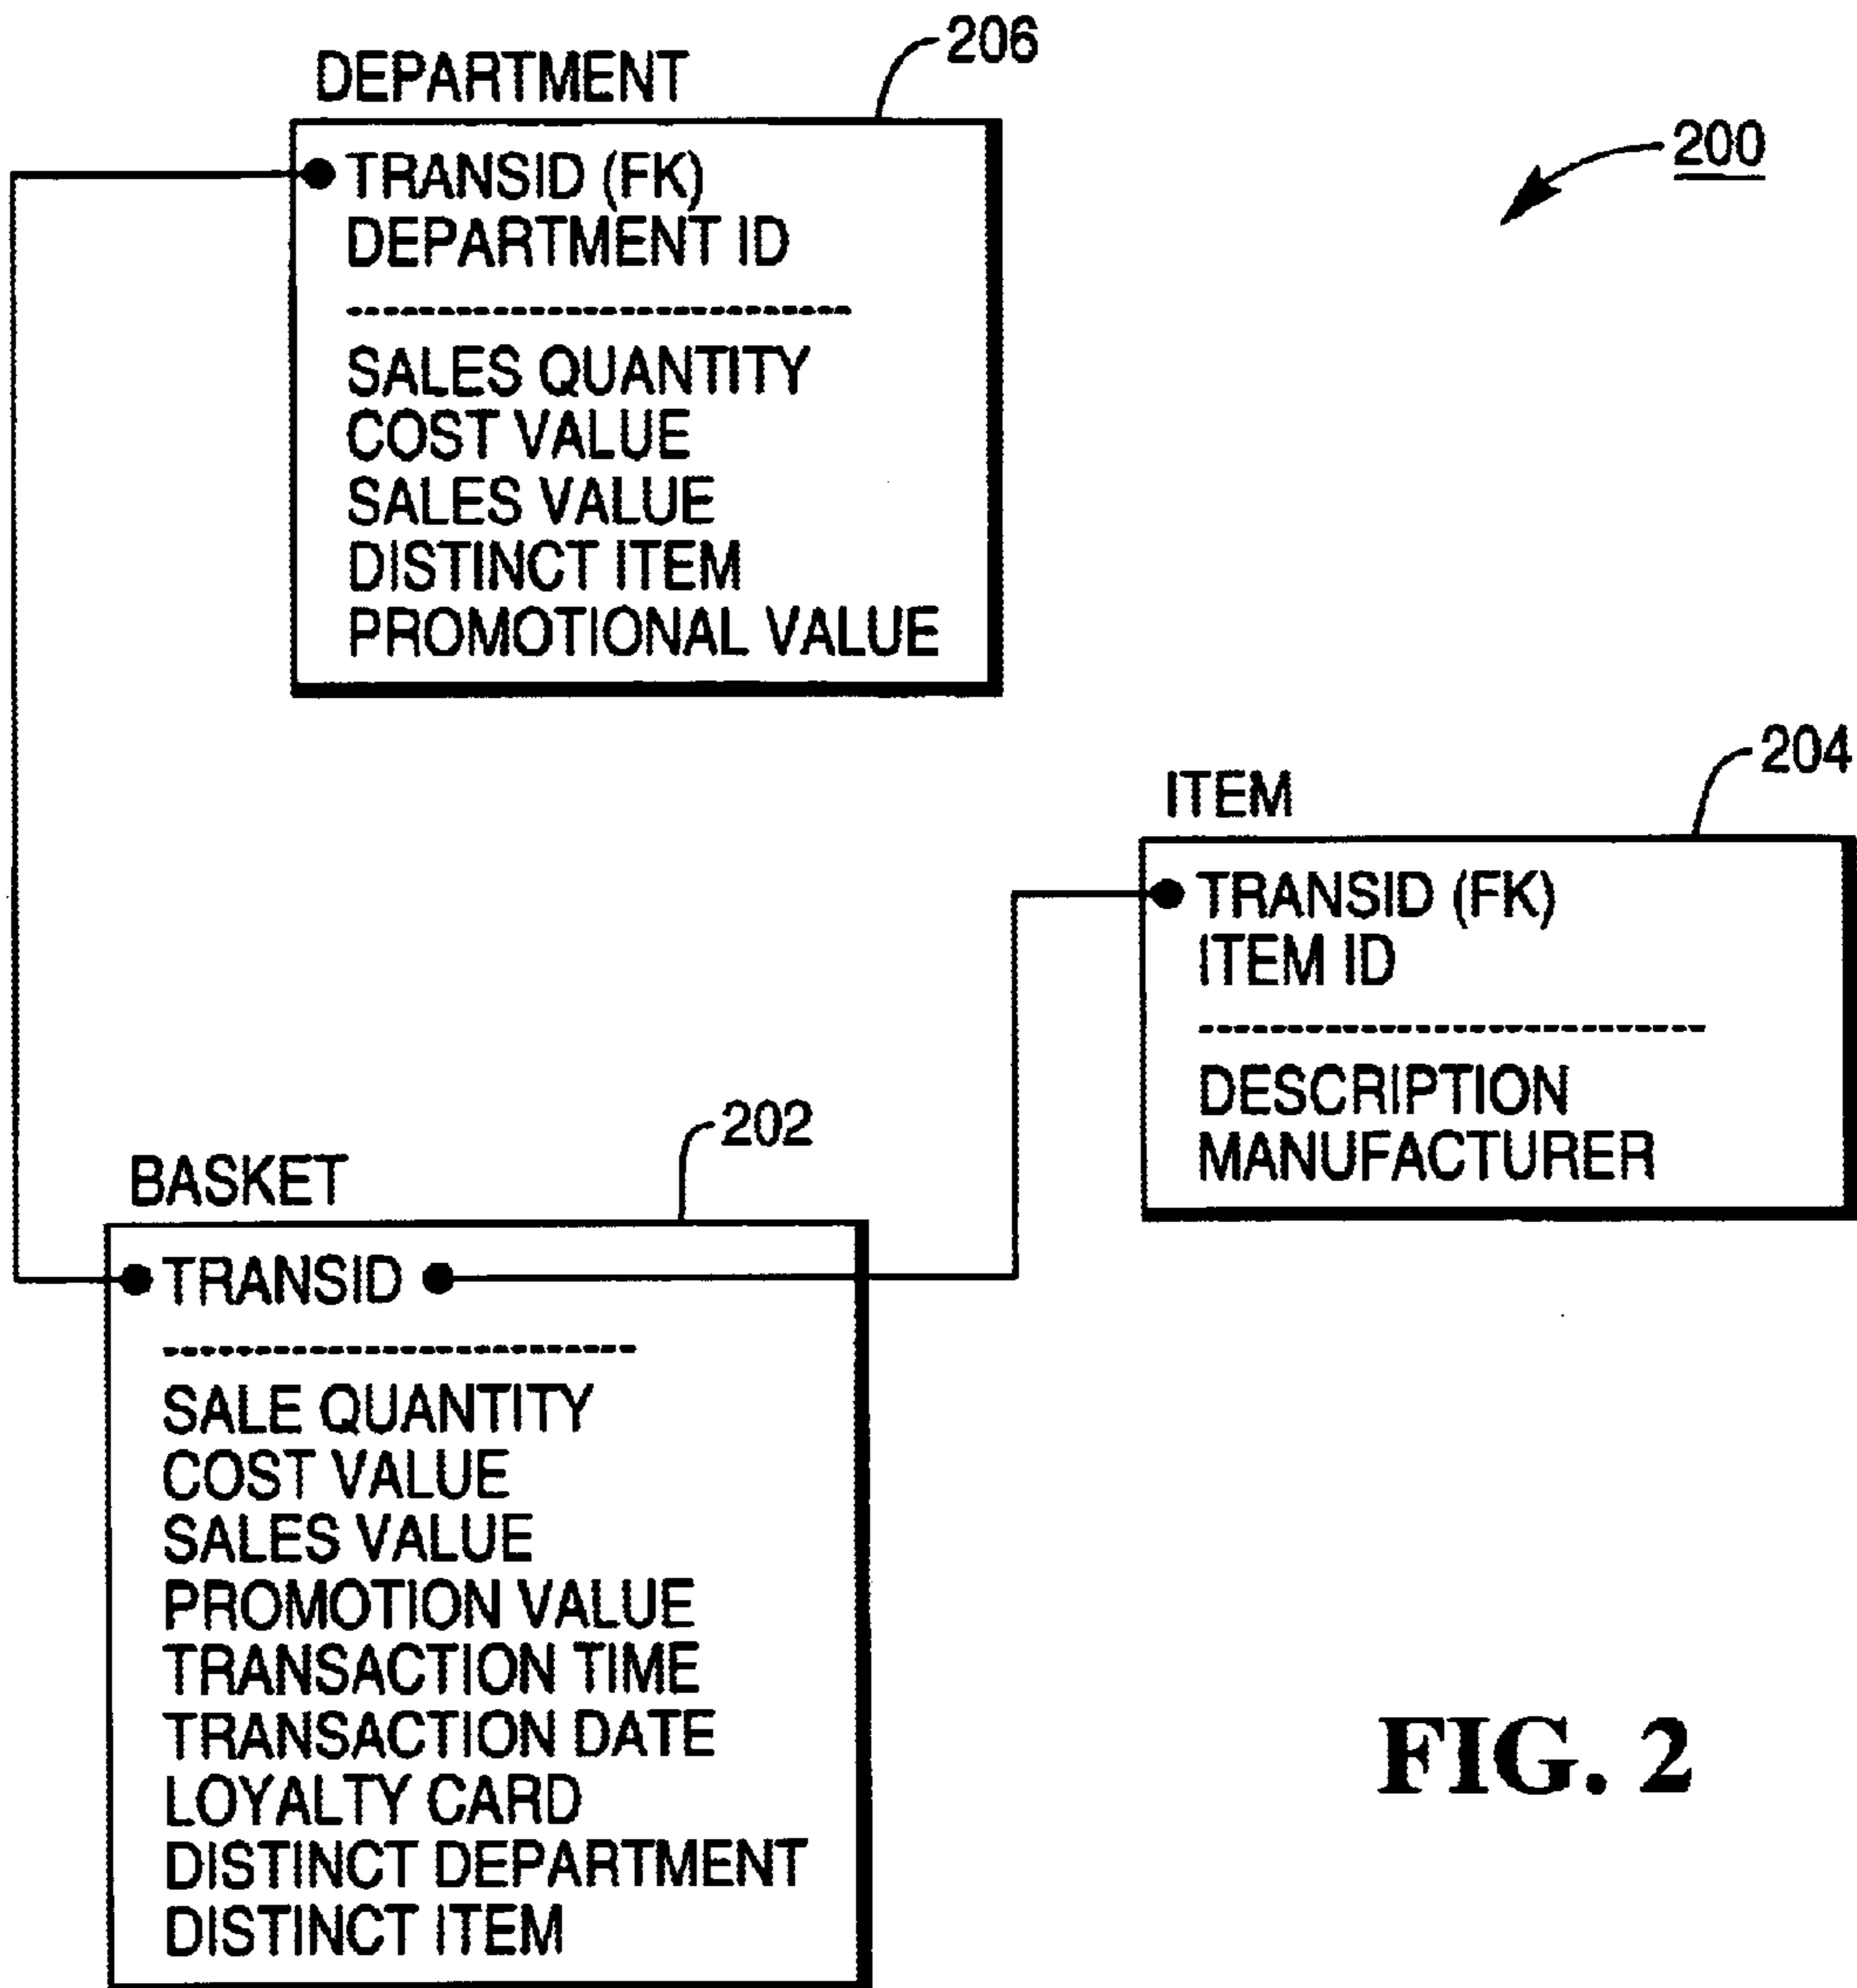 206
DEPARTMENT
200
TRANSID (FK)
DEPARTMENT ID
SALES QUANTITY
COST VALUE
SALES VALUE
DISTINCT ITEM
PROMOTIONAL VALUE
204
ITEM
TRANSID (FK)
ITEM ID
DESCRIPTION
MANUFACTURER
202
BASKET
TRANSID
SALE QUANTITY
COST VALUE
SALES VALUE
PROMOTION VALUE
TRANSACTION TIME
TRANSACTION DATE
LOYALTY CARD
DISTINCT DEPARTMENT
DISTINCT ITEM
FIG. 2